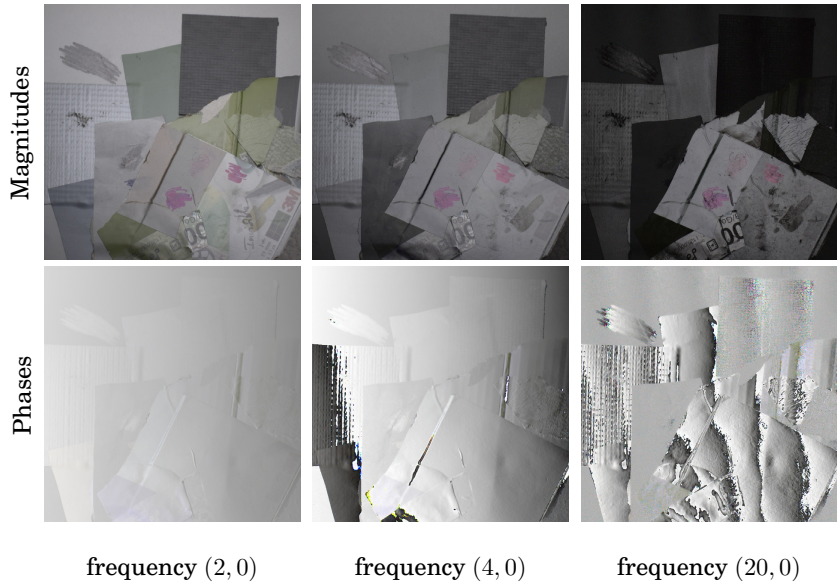 Magnitudes
Phases
frequency (2, 0)
frequency (4, 0)
frequency (20, 0)